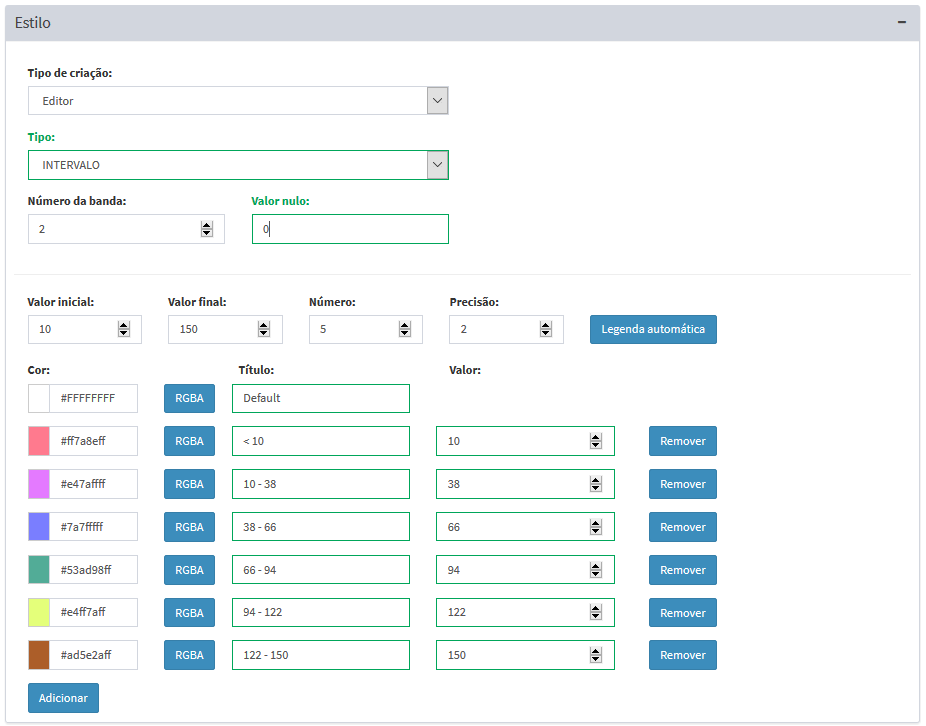 Estilo
Tipo de criação:
Editor
Tipo:
INTERVALO
Número da banda: Valor nulo:
2 0
Valor inicial: Valor final: Número: Precisão:
10 150 5 2 Legenda automática
Cor: Título: Valor:
#FFFFFFFF RGBA Default
#ff7a8eff RGBA < 10 10 Remover
#e47affff RGBA 10 - 38 38 Remover
#7a7fffff RGBA 38 - 66 66 Remover
#53ad98ff RGBA 66 - 94 94 Remover
#e4ff7aff RGBA 94 - 122 122 Remover
#ad5e2aff RGBA 122 - 150 150 Remover
Adicionar